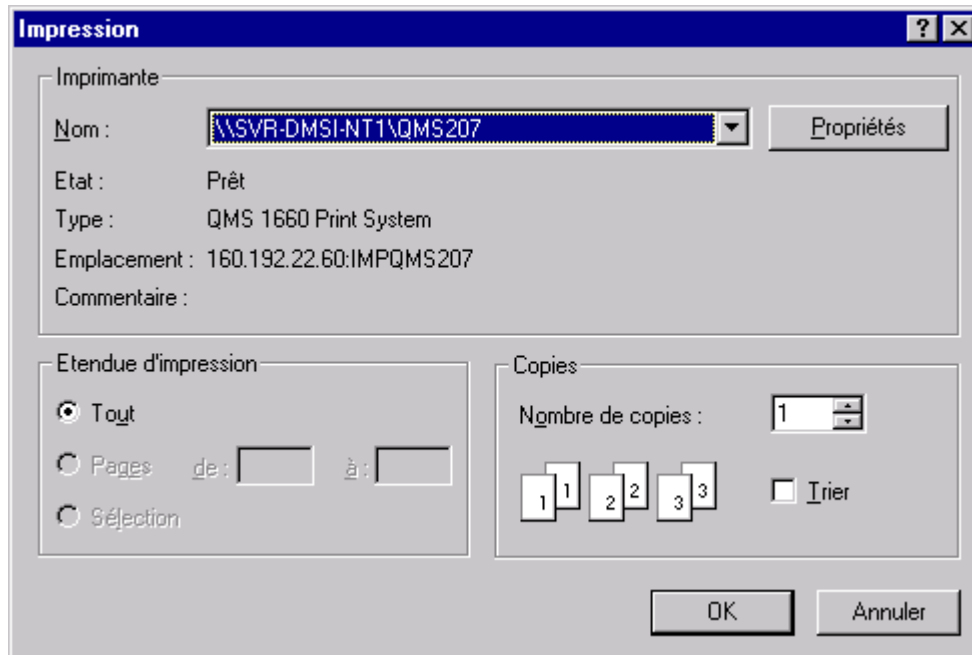 Impression
Imprimante
Nom :
\\SVR-DMSI-NT1\QMS207
Propriétés
Etat :
Prêt
Type :
QMS 1660 Print System
Emplacement :
160.192.22.60:IMPQMS207
Commentaire :
Etendue d'impression
Tout
Pages de : à :
Sélection
Copies
Nombre de copies :
1
1 1 2 2 3 3
Trier
OK
Annuler